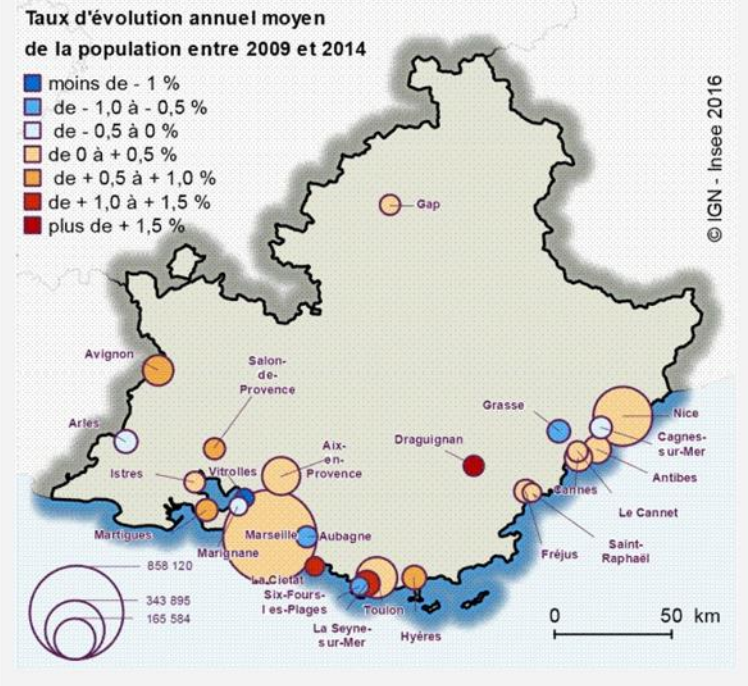 Taux d'évolution annuel moyen
de la population entre 2009 et 2014
moins de - 1 %
de - 1,0 à - 0,5 %
de - 0,5 à 0 %
de 0 à + 0,5 %
de + 0,5 à + 1,0 %
de + 1,0 à + 1,5 %
plus de + 1,5 %
© IGN - Insee 2016
Gap
Avignon
Salon-
de-
Provence
Arles
Grasse
Nice
Cagnes-
sur-Mer
Draguignan
Aix-
en-
Provence
Istres
Vitrolles
Antibes
Cannes
Le Cannet
Martigues
Marseille
Aubagne
Marignane
Fréjus
Saint-
Raphaël
La Ciotat
Six-Fours-
les-Plages
Toulon
La Seyne-
sur-Mer
Hyères
858 120
343 895
165 584
0 50 km